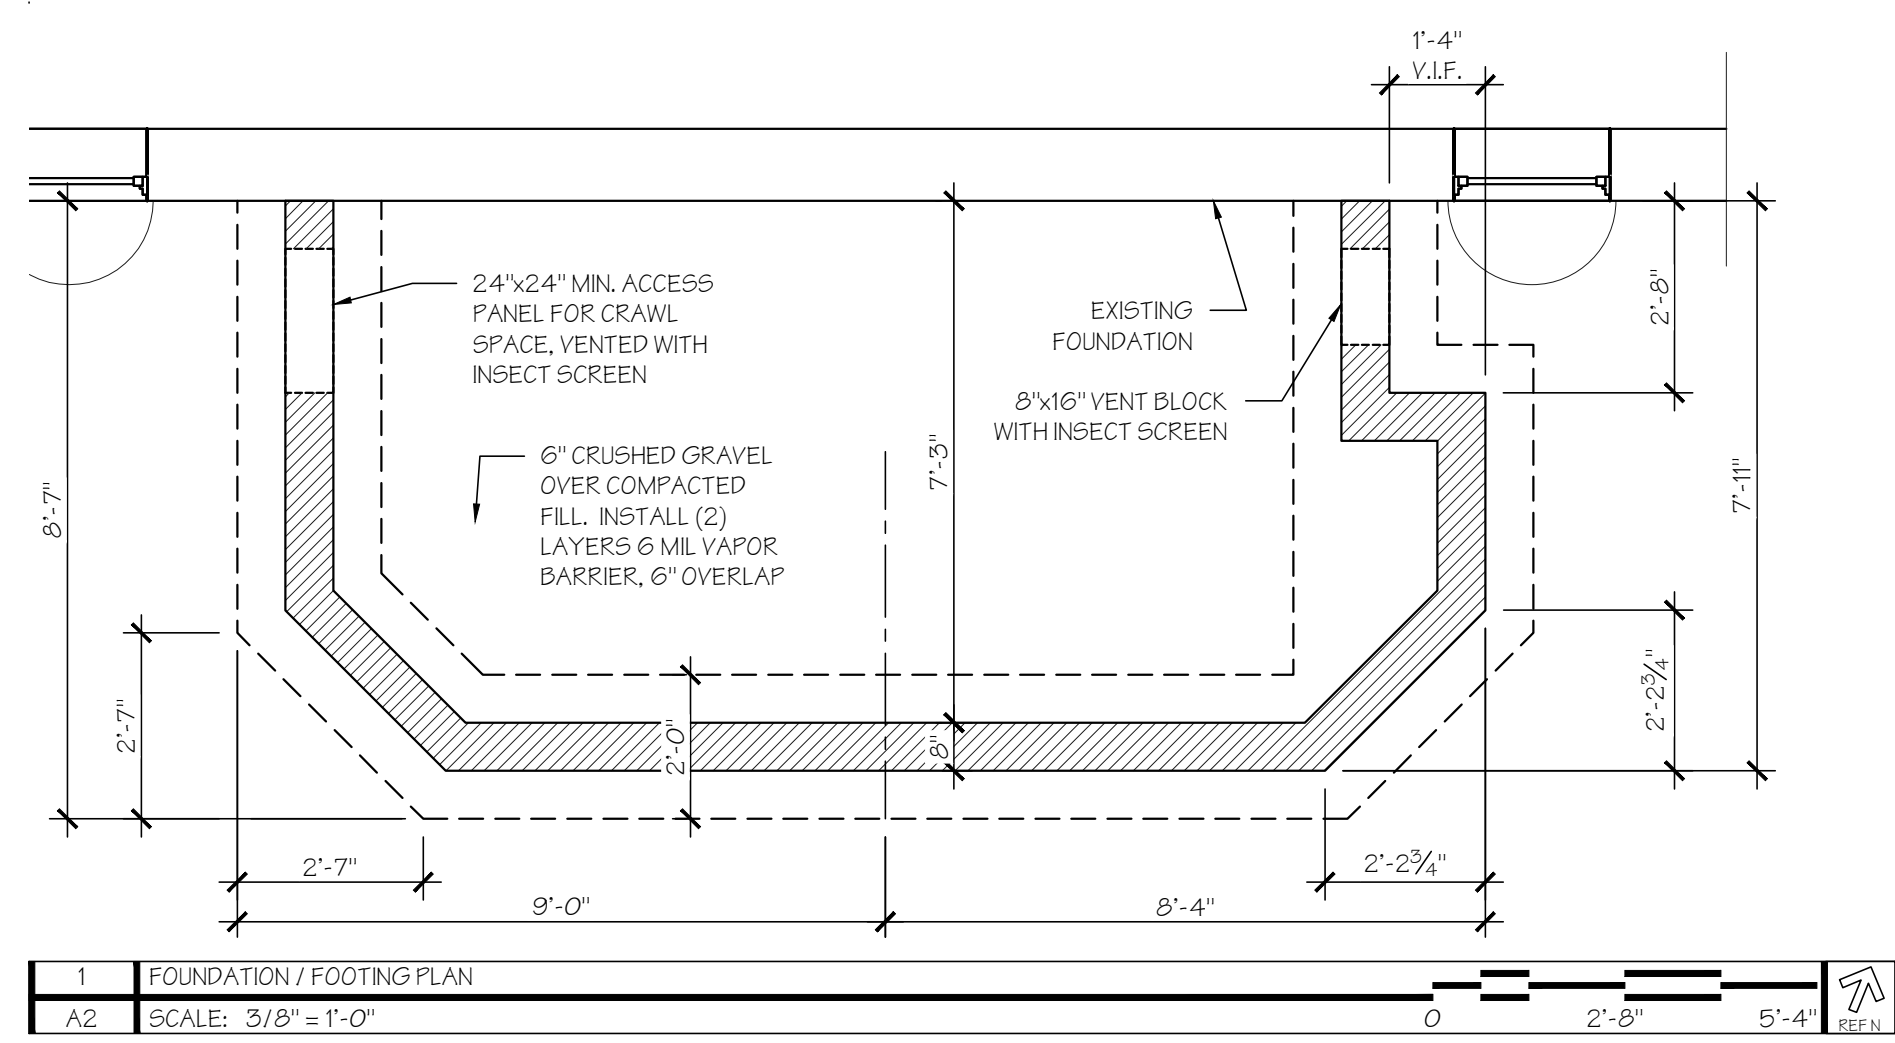 1'-4"
V.I.F.
24"x24" MIN. ACCESS
PANEL FOR CRAWL
SPACE, VENTED WITH
INSECT SCREEN
EXISTING
FOUNDATION
8"x16" VENT BLOCK
WITH INSECT SCREEN
6" CRUSHED GRAVEL
OVER COMPACTED
FILL. INSTALL (2)
LAYERS 6 MIL VAPOR
BARRIER, 6" OVERLAP
2'-8"
7'-3"
8'-7"
7'-11"
2'-7"
2'-0"
8"
2'-2¾"
2'-7"
2'-2¾"
9'-0"
8'-4"
1 FOUNDATION / FOOTING PLAN
A2 SCALE: 3/8" = 1'-0"
0 2'-8" 5'-4"
REF N